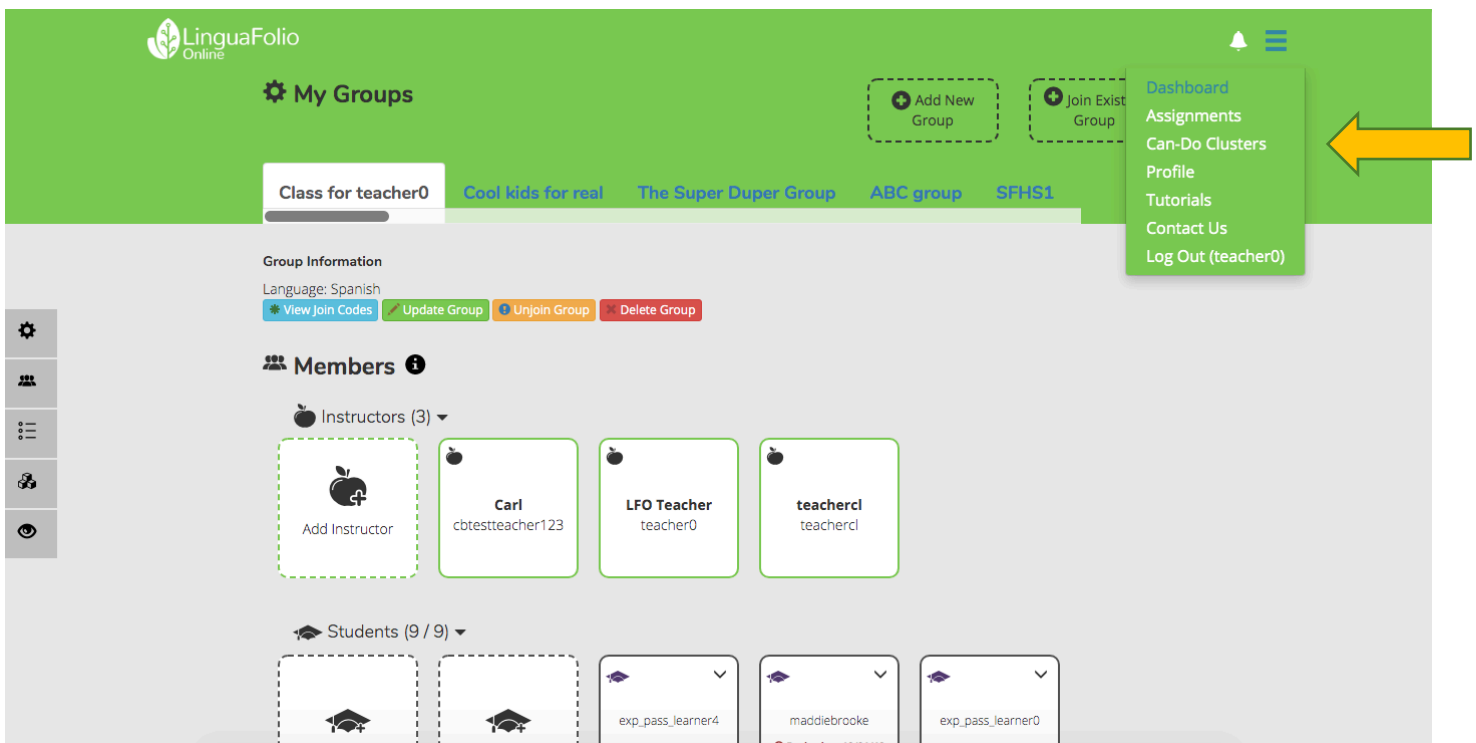 LinguaFolio
Online
My Groups
Add New
Group
Join Exist
Group
Dashboard
Assignments
Can-Do Clusters
Profile
Tutorials
Contact Us
Log Out (teacher0)
Class for teacher0 Cool kids for real The Super Duper Group ABC group SFHS1
Group Information
Language: Spanish
View Join Codes Update Group Unjoin Group Delete Group
Members
Instructors (3)
Add Instructor
Carl
cbtestteacher123
LFO Teacher
teacher0
teachercl
teachercl
Students (9 / 9)
exp_pass_learner4
maddiebrooke
exp_pass_learner0